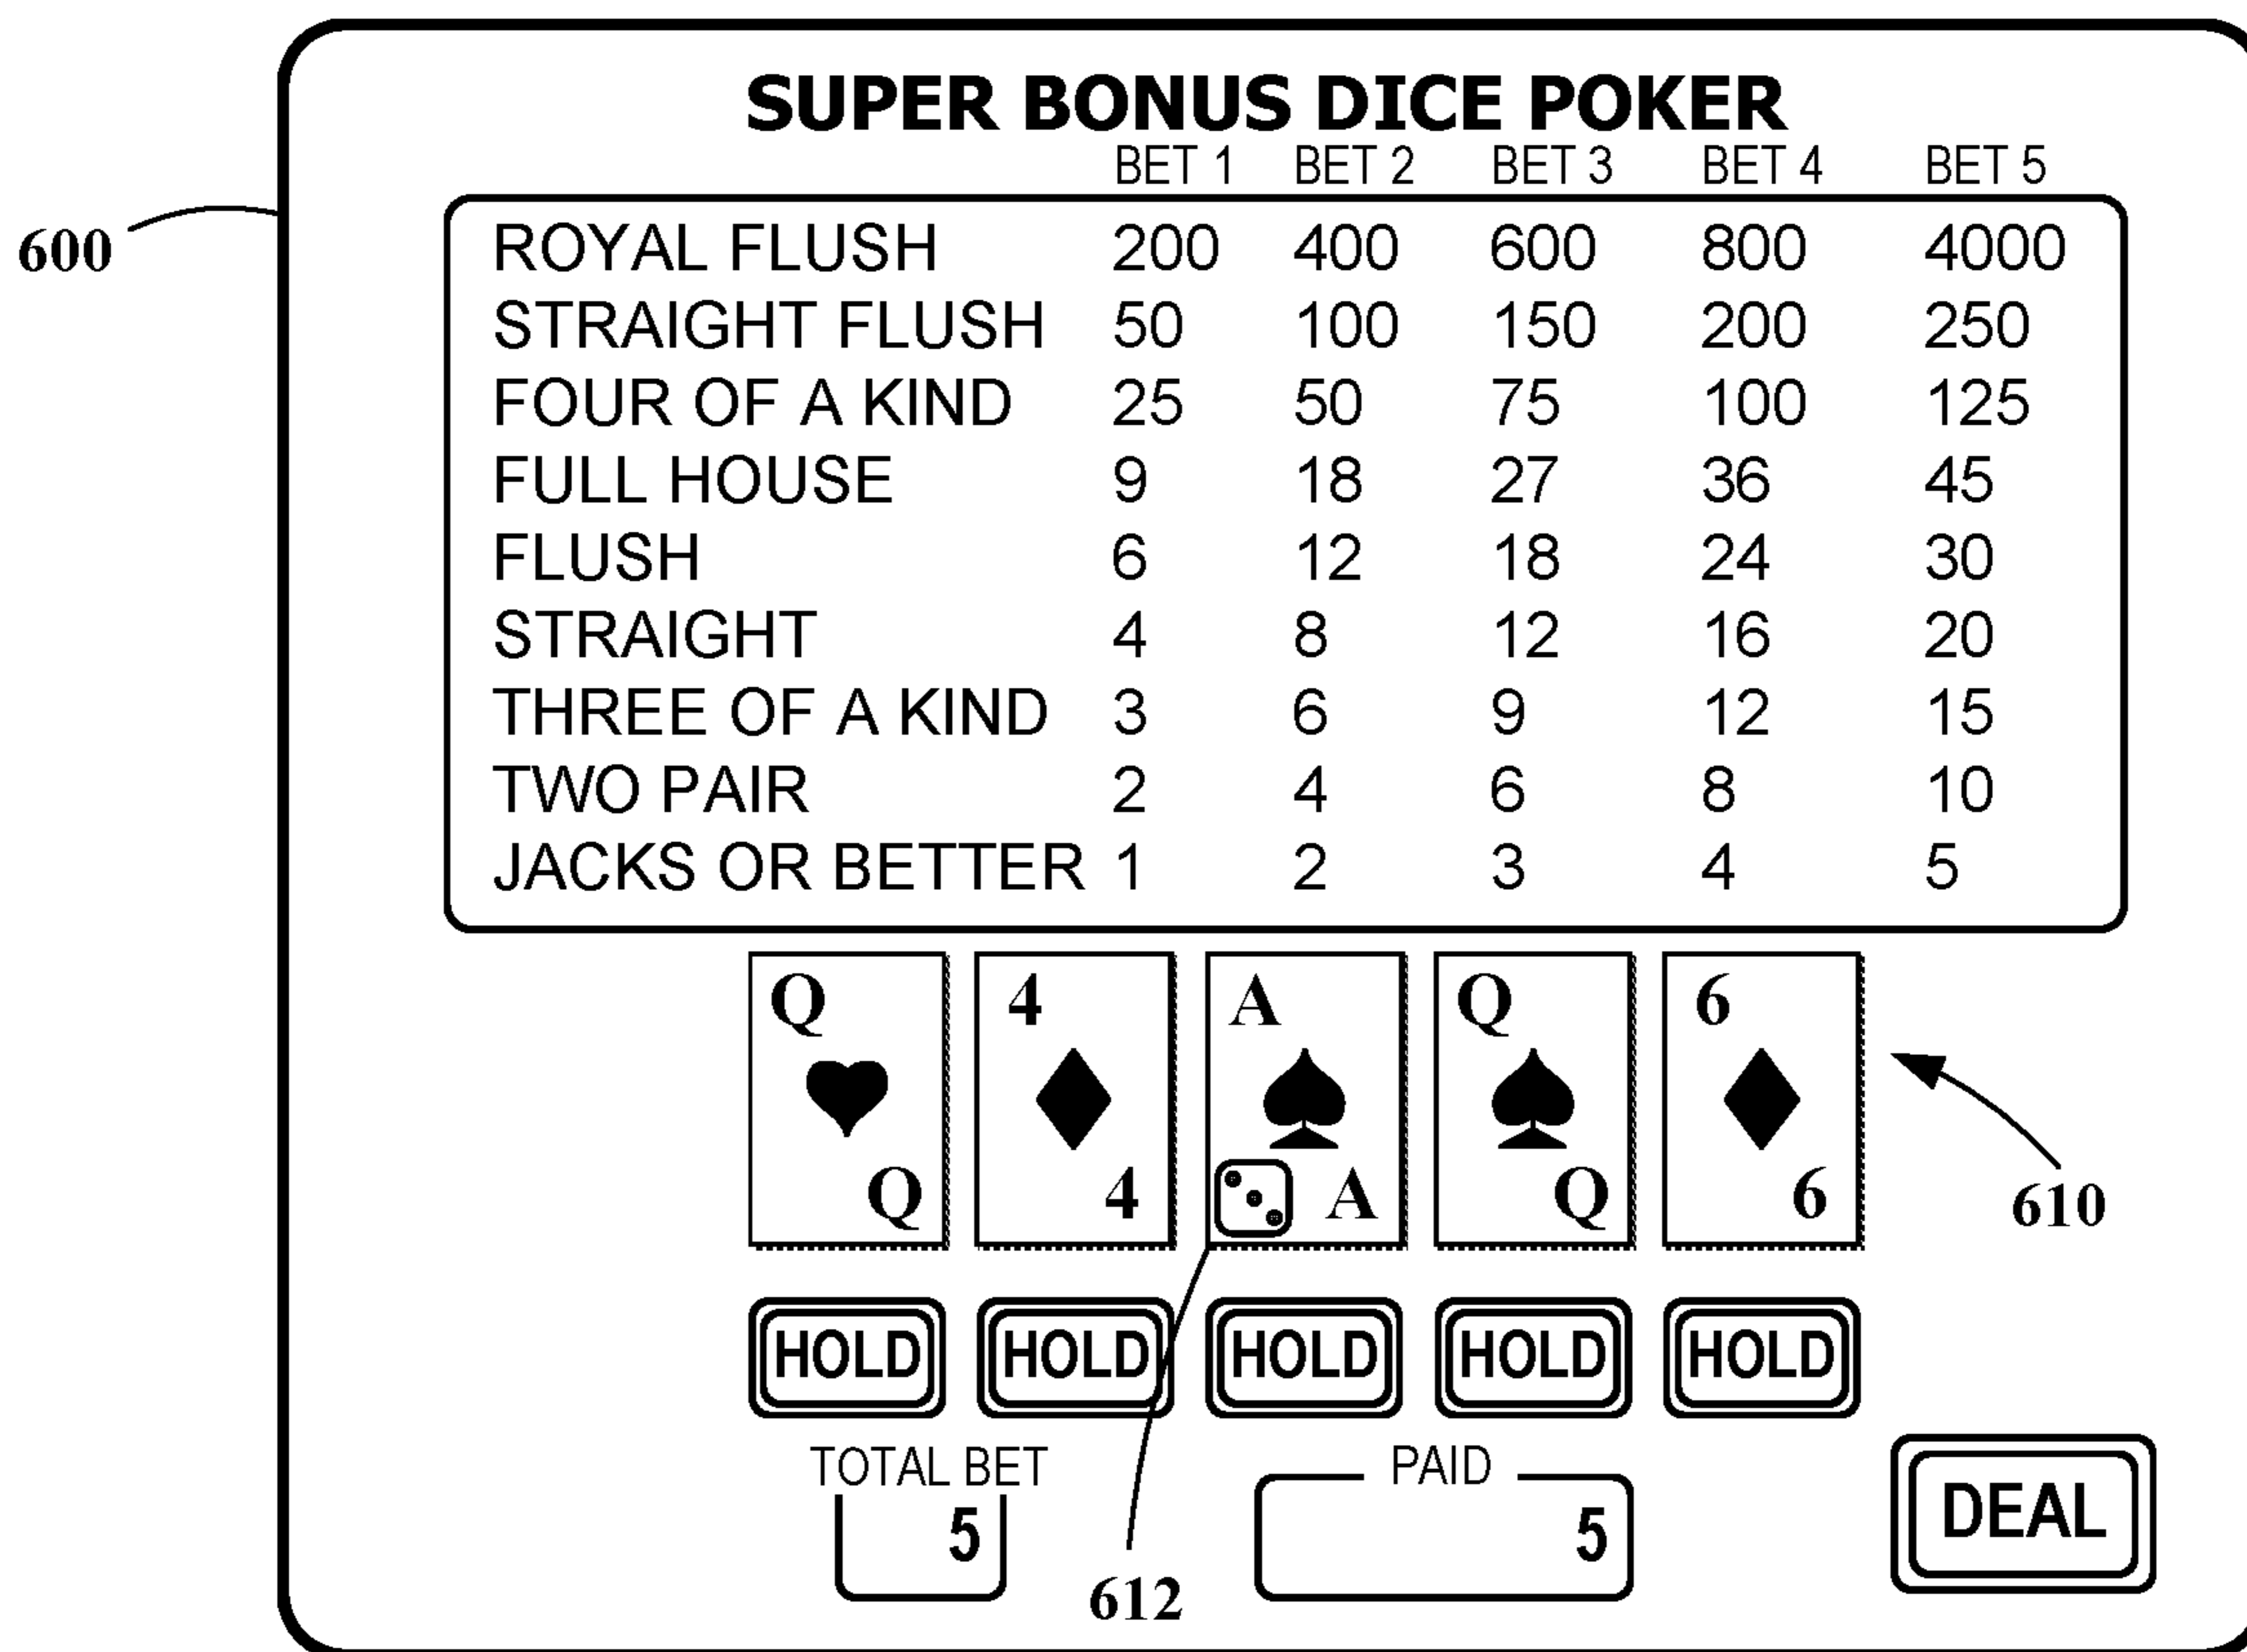 SUPER BONUS DICE POKER
BET 1 BET 2 BET 3 BET 4 BET 5
600
ROYAL FLUSH 200 400 600 800 4000
STRAIGHT FLUSH 50 100 150 200 250
FOUR OF A KIND 25 50 75 100 125
FULL HOUSE 9 18 27 36 45
FLUSH 6 12 18 24 30
STRAIGHT 4 8 12 16 20
THREE OF A KIND 3 6 9 12 15
TWO PAIR 2 4 6 8 10
JACKS OR BETTER 1 2 3 4 5
Q 4 A Q 6
Q 4 A Q 6
610
HOLD HOLD HOLD HOLD HOLD
TOTAL BET PAID
5 5 DEAL
612